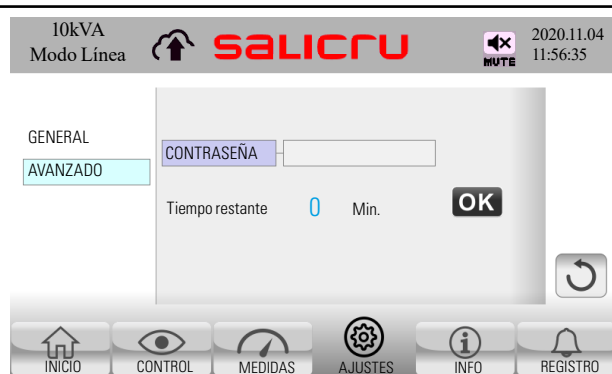 10kVA
Modo Línea
salicru
MUTE
2020.11.04
11:56:35
GENERAL
AVANZADO
CONTRASEÑA
Tiempo restante 0 Min.
OK
INICIO CONTROL MEDIDAS AJUSTES INFO REGISTRO